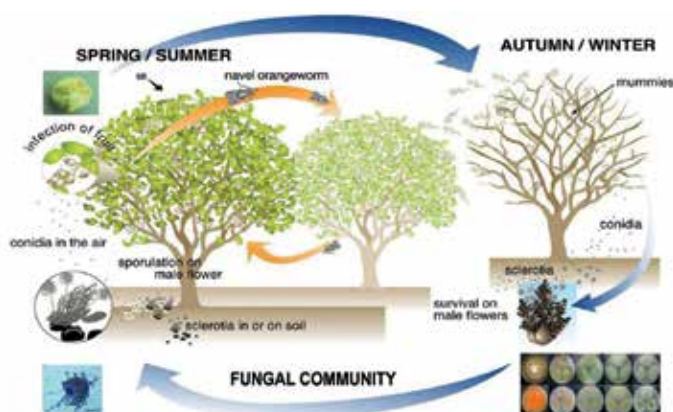 SPRING / SUMMER
AUTUMN / WINTER
navel orangeworm
mummies
infection of fruit
conidia in the air
sporulation on
male flower
conidia
sclerotia
survival on
male flowers
sclerotia in or on soil
FUNGAL COMMUNITY